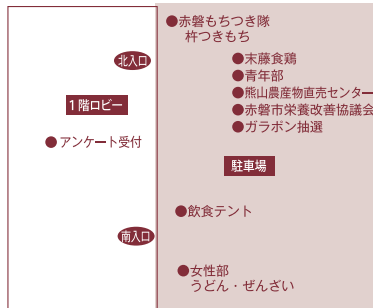 ●赤磐もちつき隊
杵つきもち
北入口
●末藤食鶏
●青年部
●熊山農産物直売センター
●赤磐市栄養改善協議会
●ガラポン抽選
1階ロビー
●アンケート受付
駐車場
●飲食テント
南入口
●女性部
うどん・ぜんざい